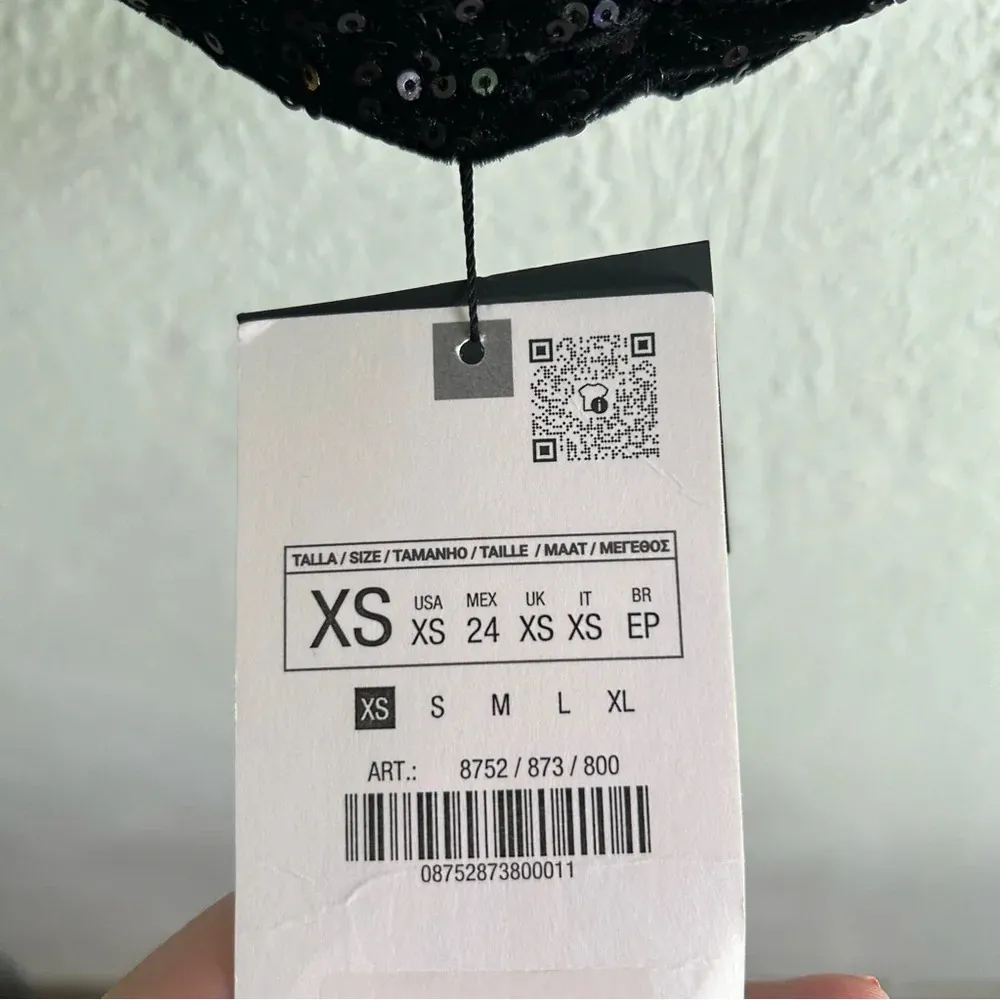 TALLA / SIZE / TAMANHO / TAILLE / MAAT / ΜΕΓΕΘΟΣ
XS USA XS MEX 24 UK XS IT XS BR EP
XS S M L XL
ART.: 8752 / 873 / 800
08752873800011